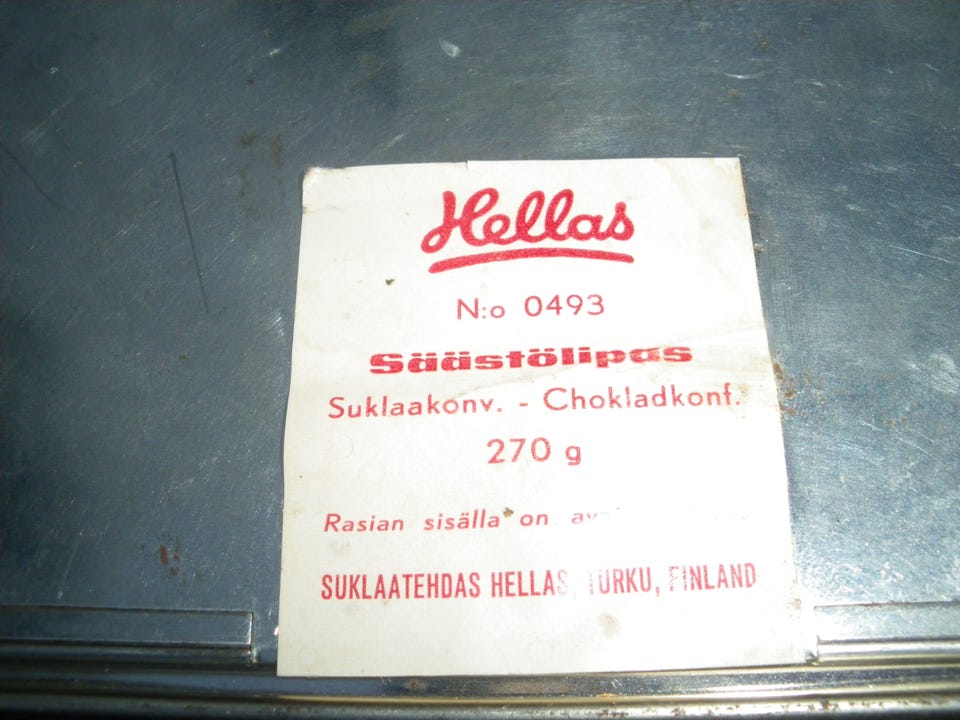 Hellas
N:o 0493
Säästölipas
Suklaakonv. - Chokladkonf.
270 g
Rasian sisällä on
SUKLAATEHDAS HELLAS, TURKU, FINLAND